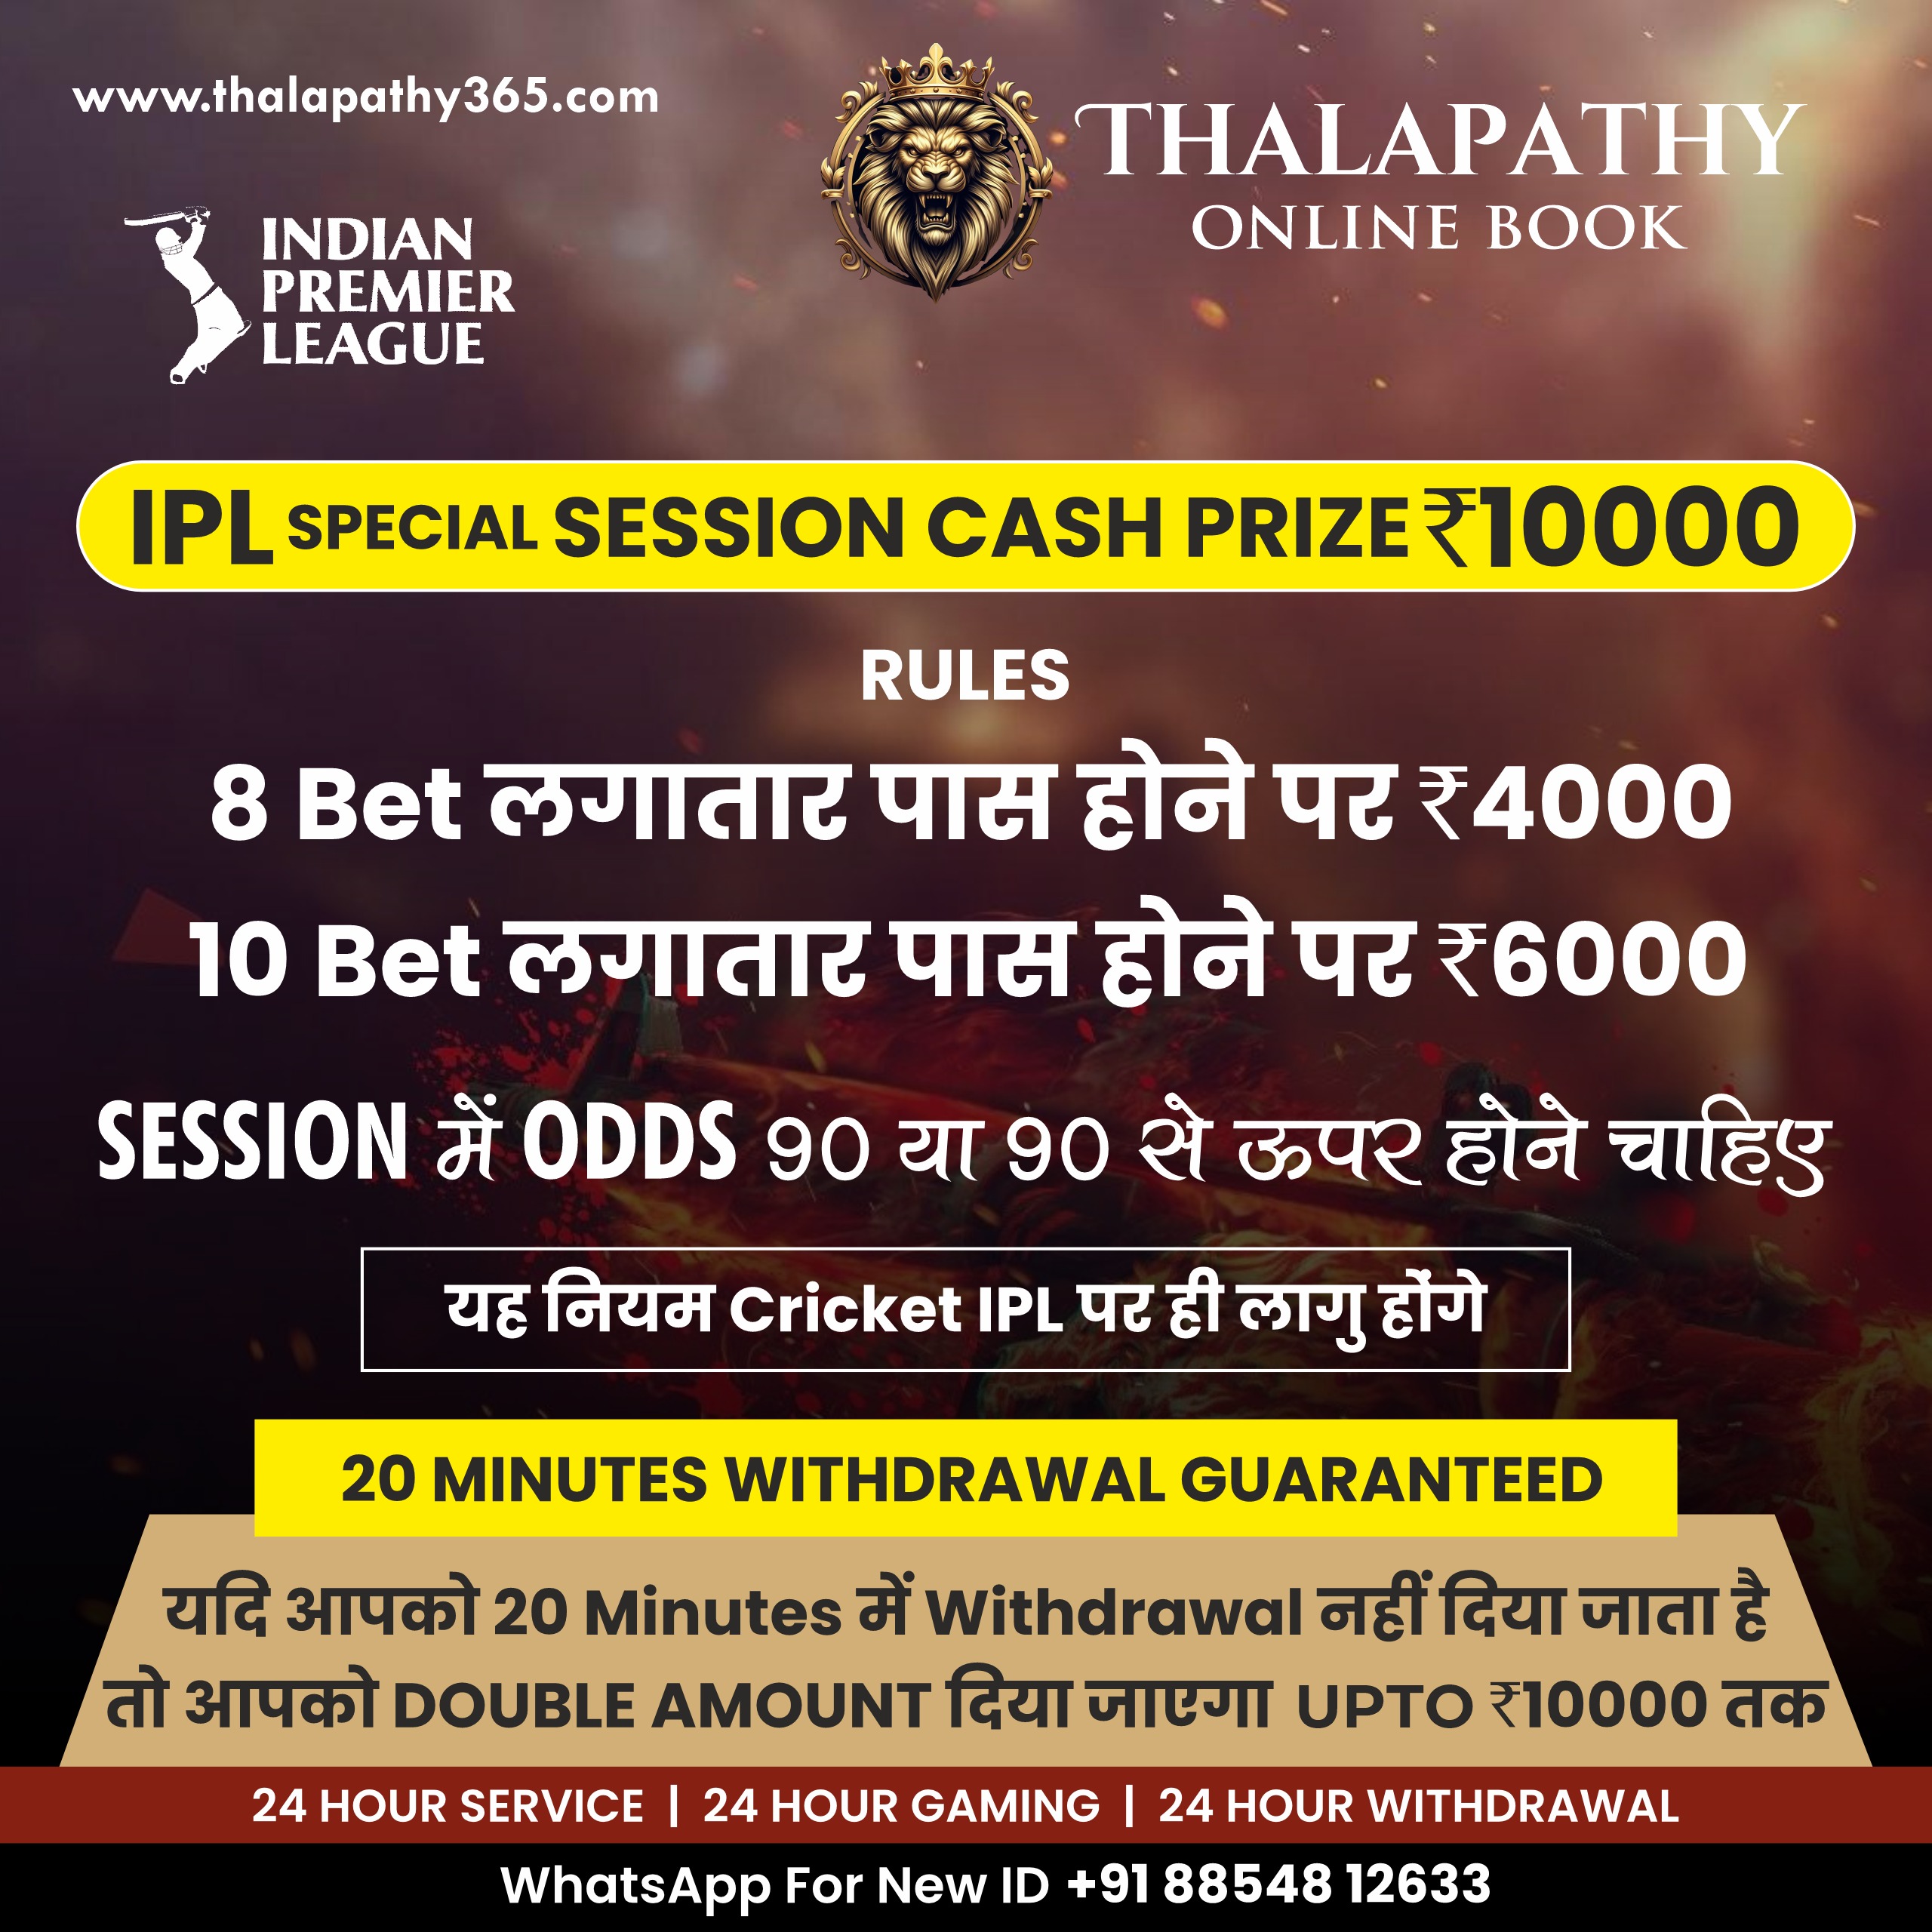 www.thalapathy365.com
THALAPATHY
ONLINE BOOK
INDIAN
PREMIER
LEAGUE
IPL SPECIAL SESSION CASH PRIZE ₹10000
RULES
8 Bet लगातार पास होने पर ₹4000
10 Bet लगातार पास होने पर ₹6000
SESSION में ODDS 90 या 90 से ऊपर होने चाहिए
यह नियम Cricket IPL पर ही लागु होंगे
20 MINUTES WITHDRAWAL GUARANTEED
यदि आपको 20 Minutes में Withdrawal नहीं दिया जाता है
तो आपको DOUBLE AMOUNT दिया जाएगा UPTO ₹10000 तक
24 HOUR SERVICE | 24 HOUR GAMING | 24 HOUR WITHDRAWAL
WhatsApp For New ID +91 88548 12633